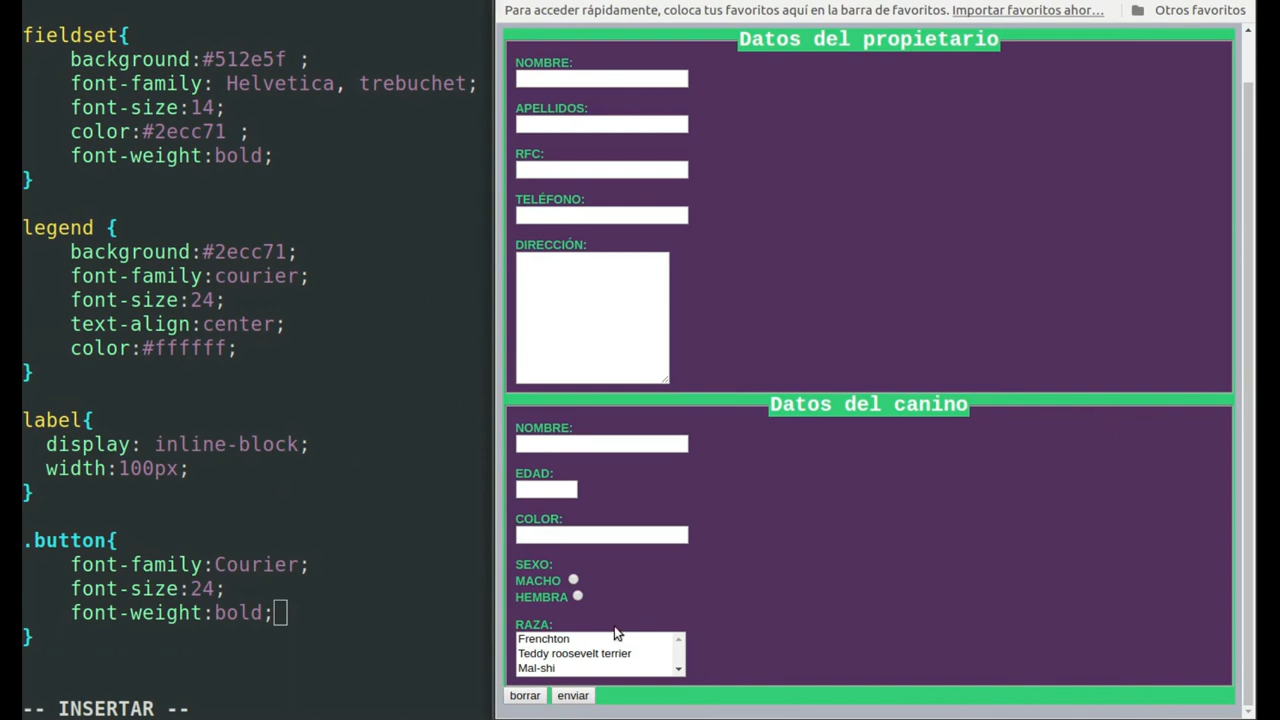 fieldset{
background:#512e5f ;
font-family: Helvetica, trebuchet;
font-size:14;
color:#2ecc71 ;
font-weight:bold;
}
legend {
background:#2ecc71;
font-family:courier;
font-size:24;
text-align:center;
color:#ffffff;
}
label{
display: inline-block;
width:100px;
}
.button{
font-family:Courier;
font-size:24;
font-weight:bold;
}
-- INSERTAR --
Para acceder rápidamente, coloca tus favoritos aquí en la barra de favoritos. Importar favoritos ahor... Otros favoritos
Datos del propietario
NOMBRE:
APELLIDOS:
RFC:
TELÉFONO:
DIRECCIÓN:
Datos del canino
NOMBRE:
EDAD:
COLOR:
SEXO:
MACHO
HEMBRA
RAZA:
Frenchton
Teddy roosevelt terrier
Mal-shi
borrar enviar